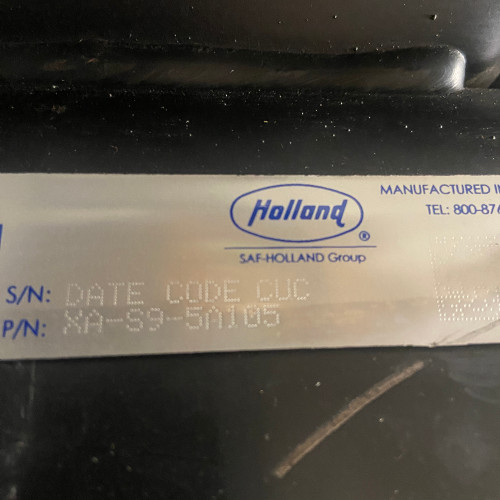 Holland
®
SAF-HOLLAND Group
MANUFACTURED
TEL: 800-87
S/N: DATE CODE CUC
P/N: XA-S9-5A105